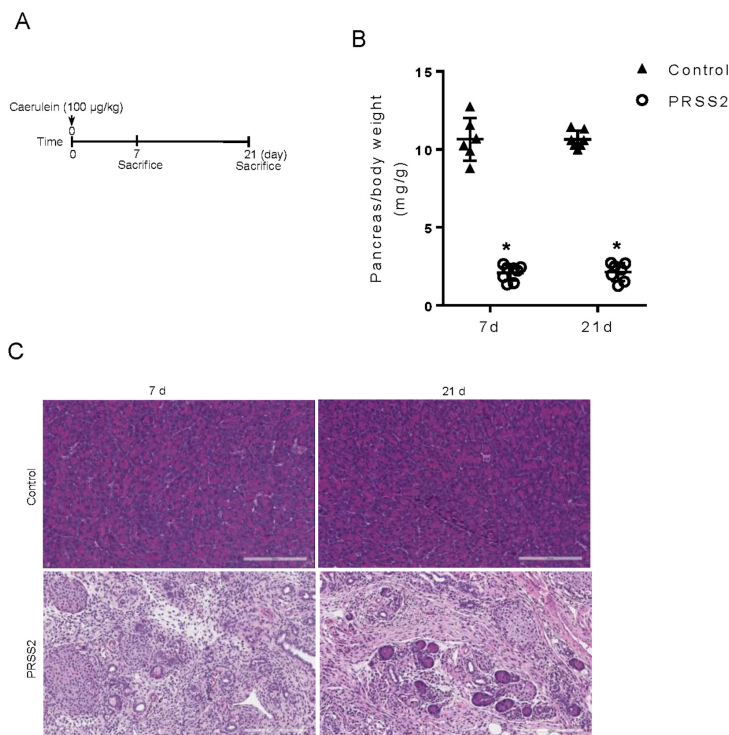 A
Caerulein (100 µg/kg)
0
Time
0 7 21 (day)
Sacrifice Sacrifice
B
Pancreas/body weight
(mg/g)
15
10
5
0
* *
7d 21d
Control
PRSS2
C
7 d 21 d
Control
PRSS2